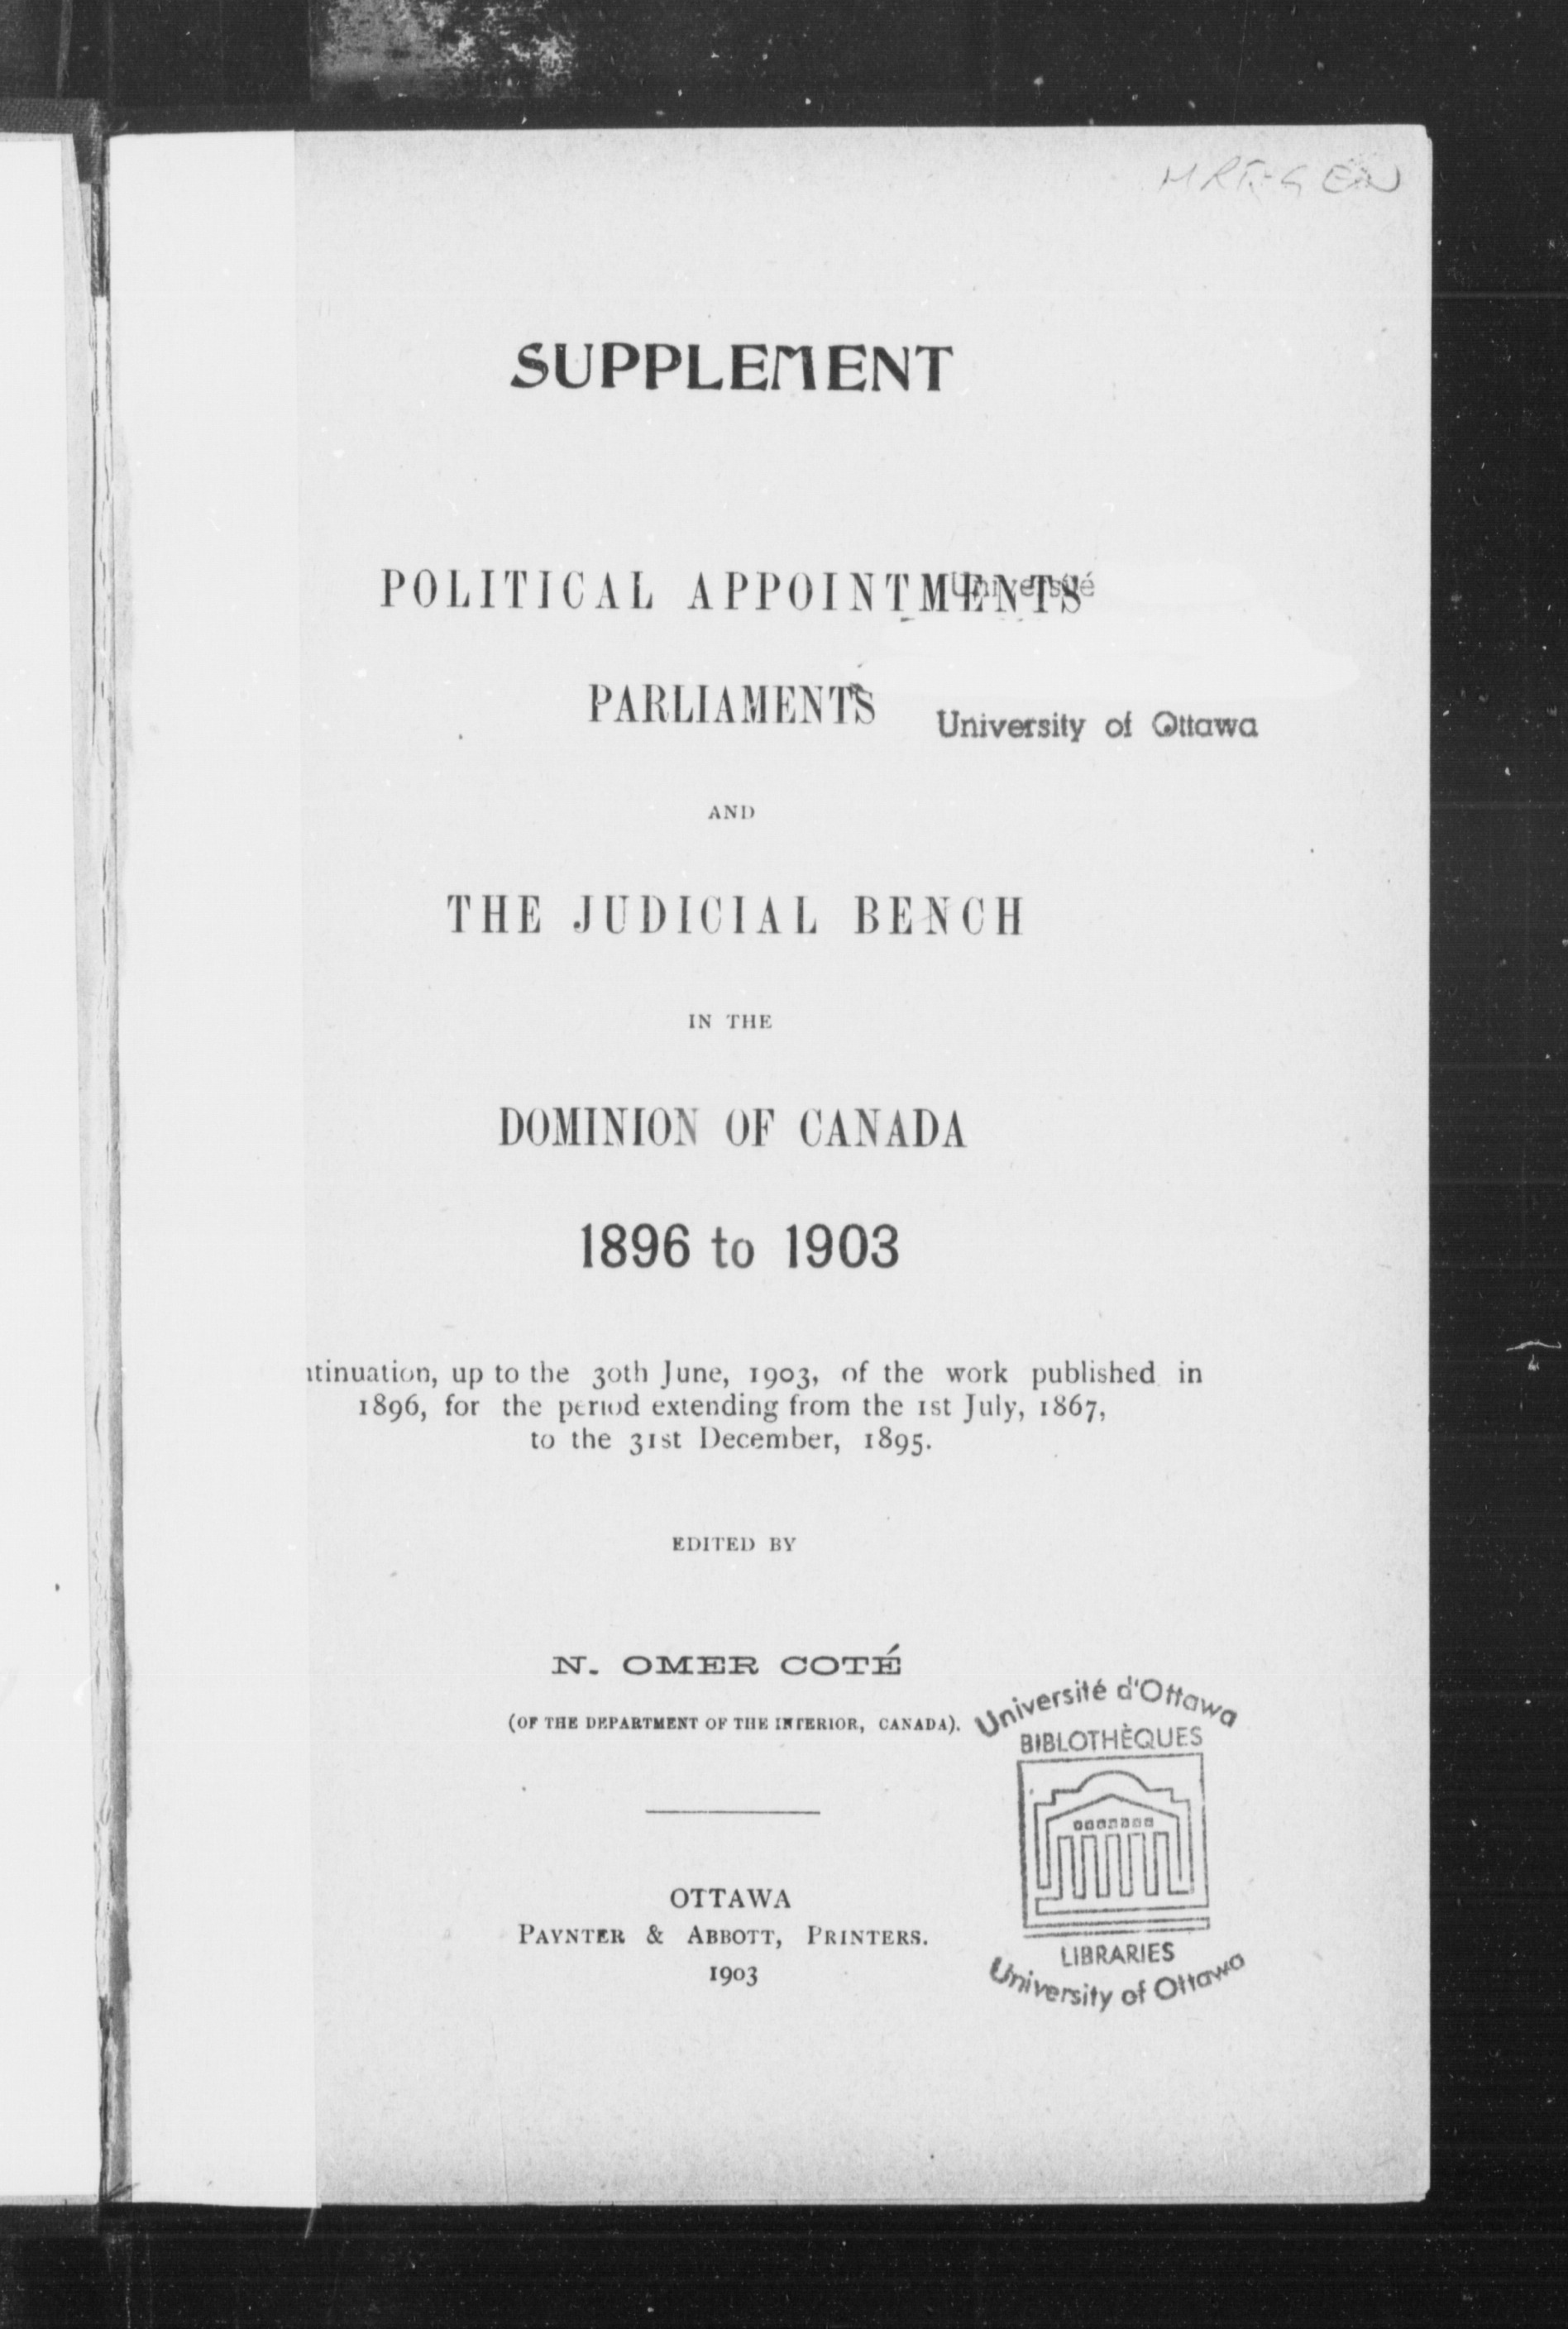 SUPPLEMENT
POLITICAL APPOINTMENTS
Université
PARLIAMENTS
University of Ottawa
AND
THE JUDICIAL BENCH
IN THE
DOMINION OF CANADA
1896 to 1903
ntinuation, up to the 30th June, 1903, of the work published in
1896, for the period extending from the 1st July, 1867,
to the 31st December, 1895.
EDITED BY
N. OMER COTÉ
(OF THE DEPARTMENT OF THE INTERIOR, CANADA).
Université d'Ottawa
BIBLOTHÈQUES
LIBRARIES
University of Ottawa
OTTAWA
PAYNTER & ABBOTT, PRINTERS.
1903